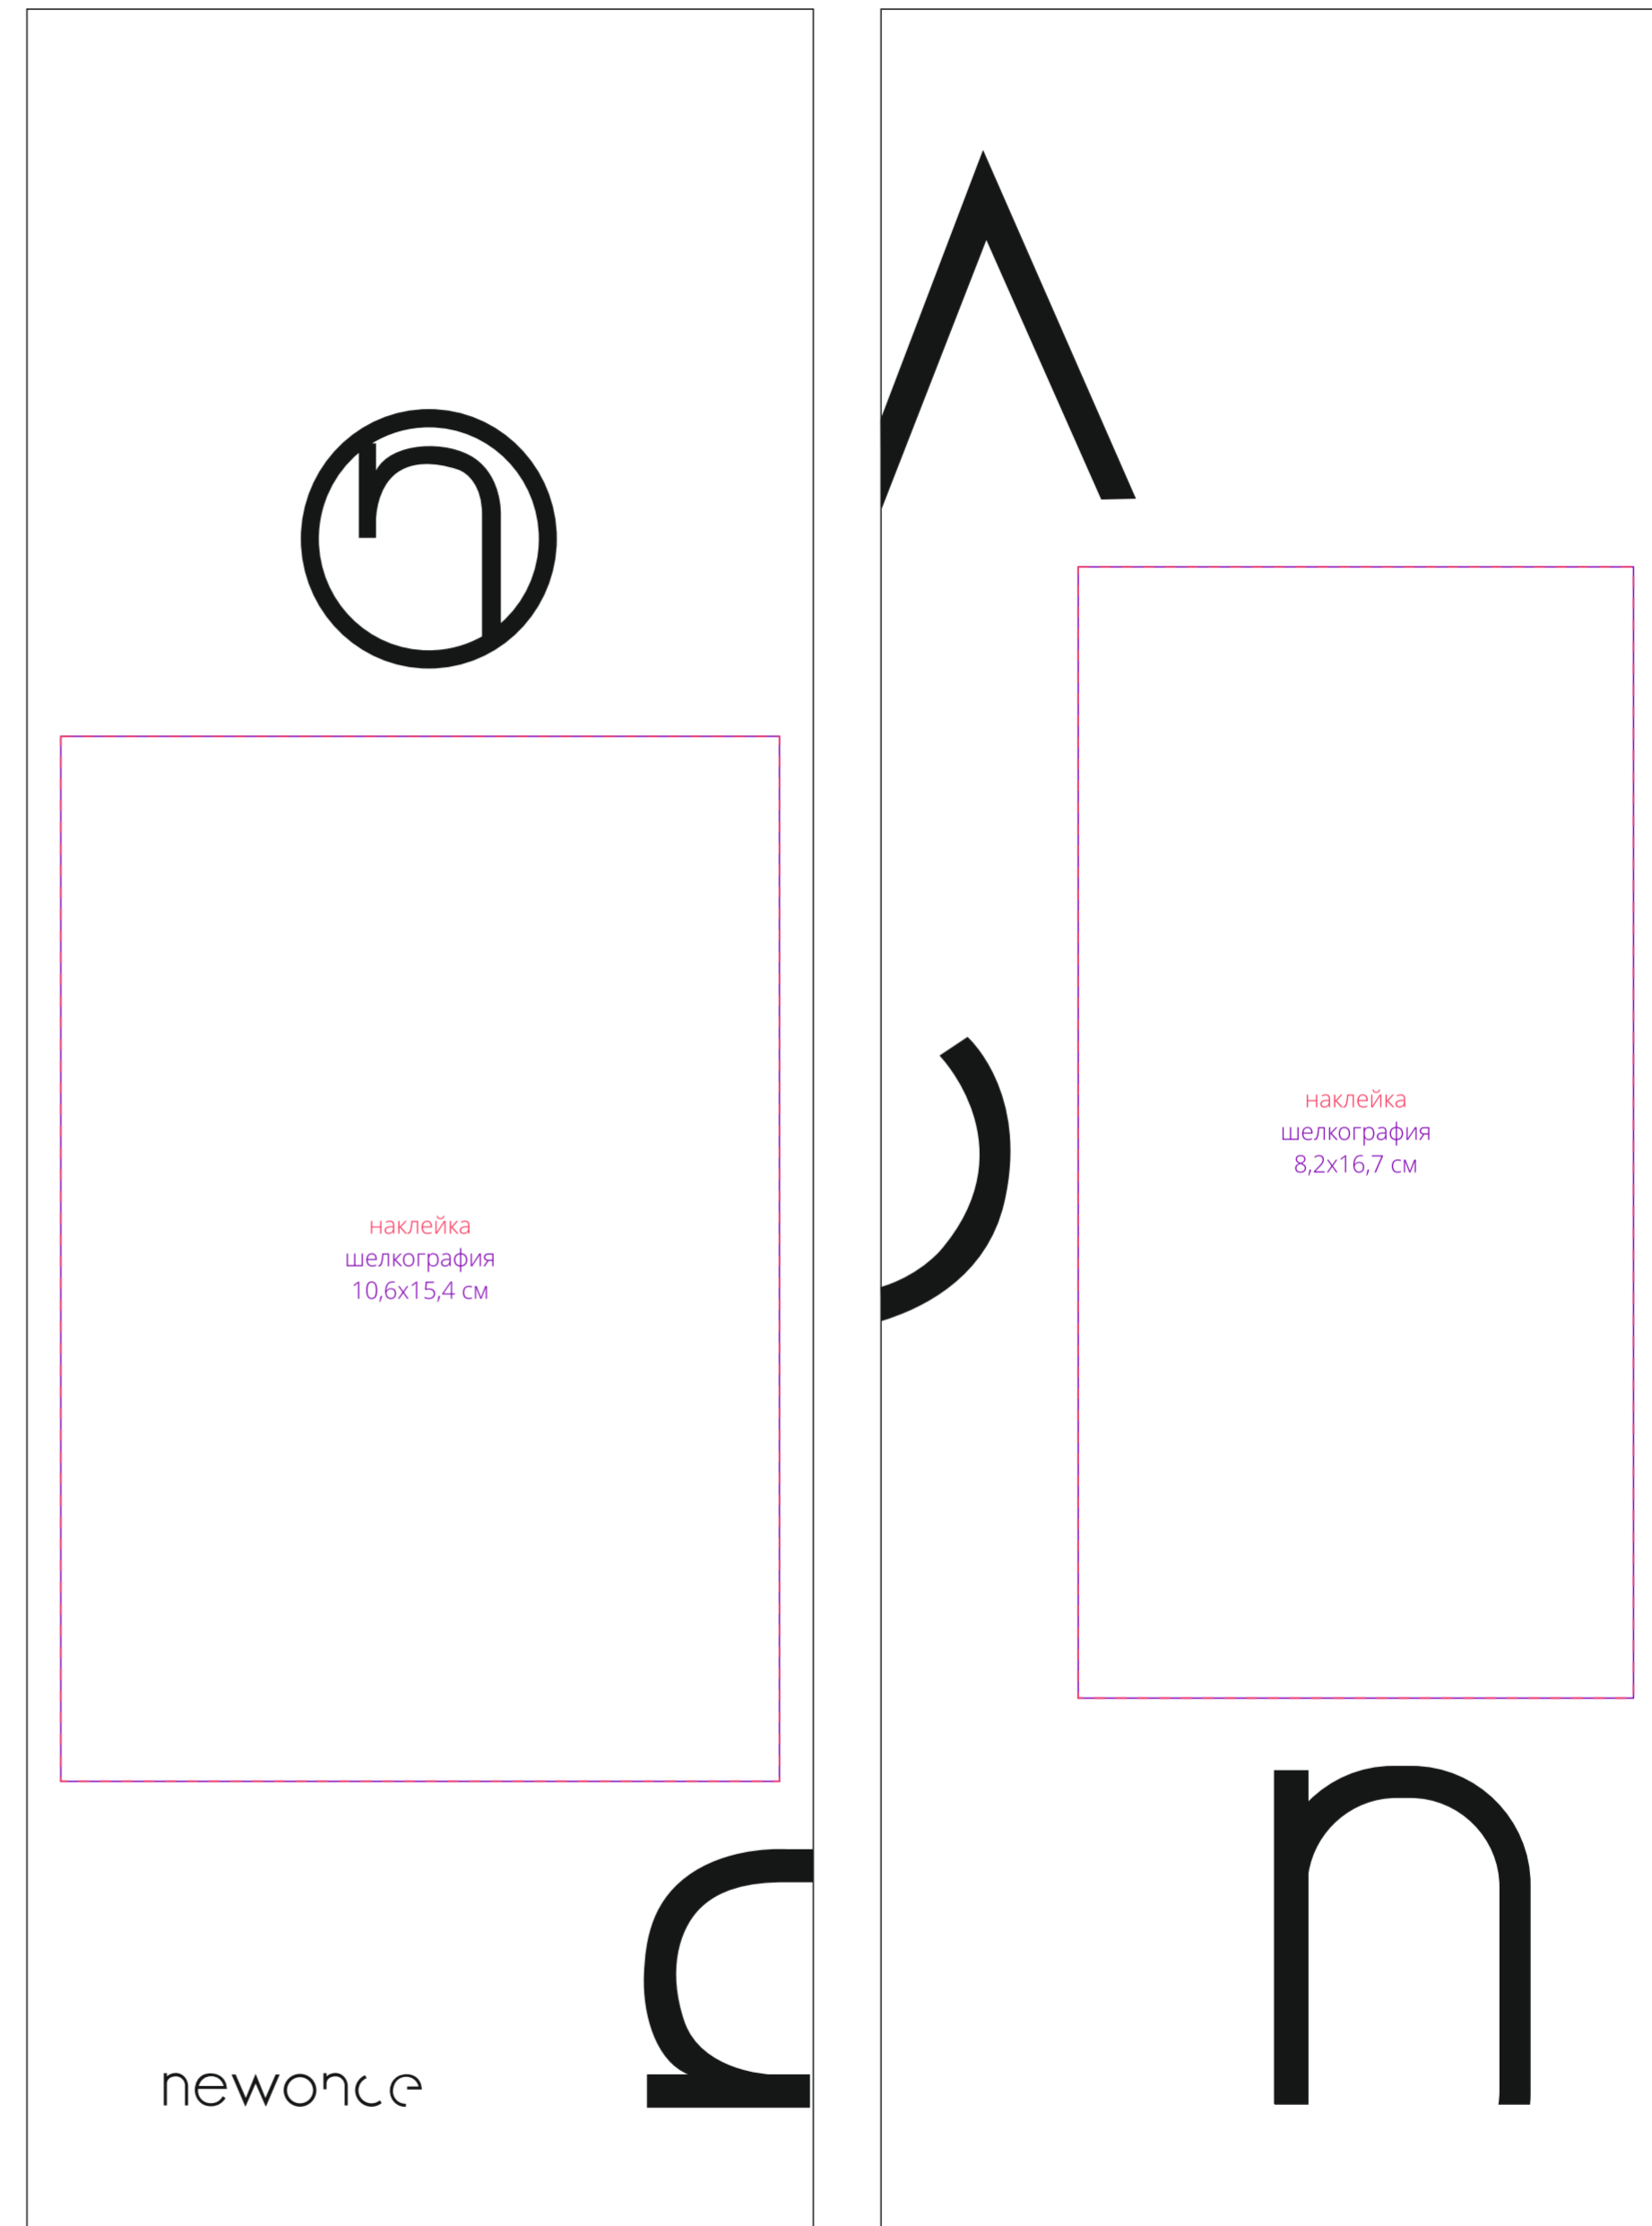 n
наклейка
шелкография
10,6x15,4 см
newonce
наклейка
шелкография
8,2x16,7 см
n